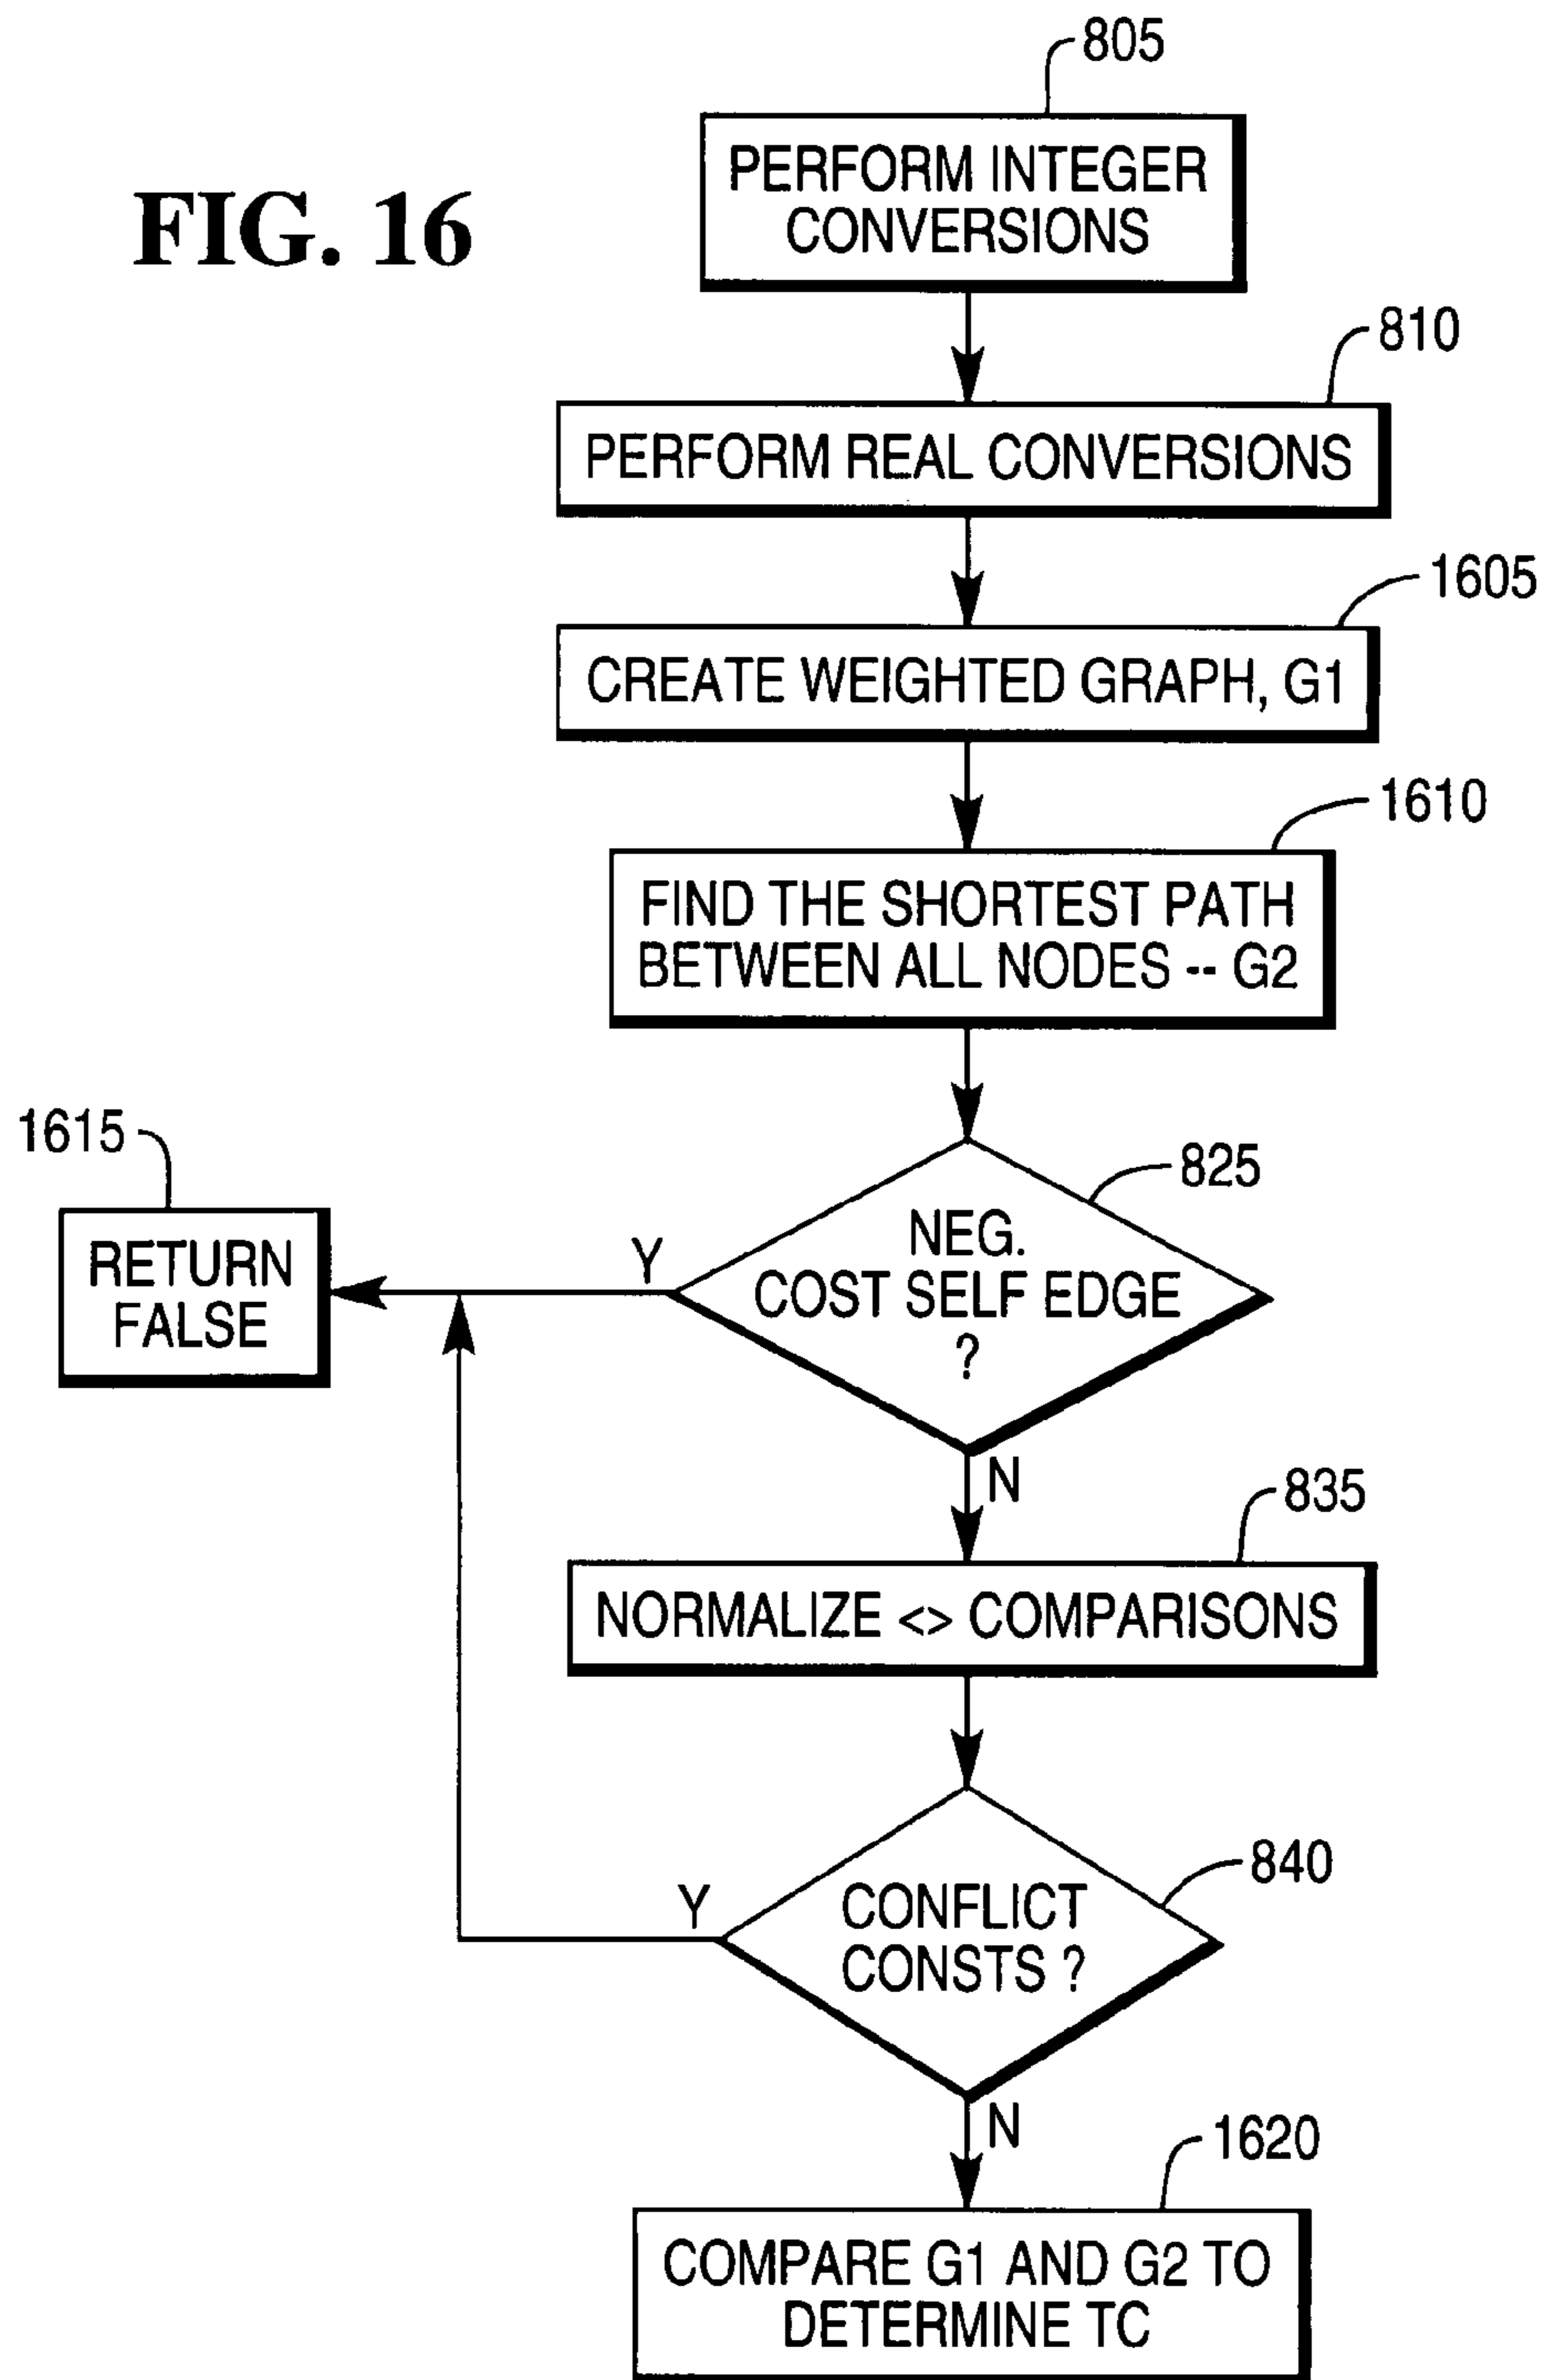 FIG. 16
805
PERFORM INTEGER
CONVERSIONS
810
PERFORM REAL CONVERSIONS
1605
CREATE WEIGHTED GRAPH, G1
1610
FIND THE SHORTEST PATH
BETWEEN ALL NODES -- G2
1615
RETURN
FALSE
825
Y
NEG.
COST SELF EDGE
?
N
835
NORMALIZE <> COMPARISONS
840
Y
CONFLICT
CONSTS ?
N
1620
COMPARE G1 AND G2 TO
DETERMINE TC